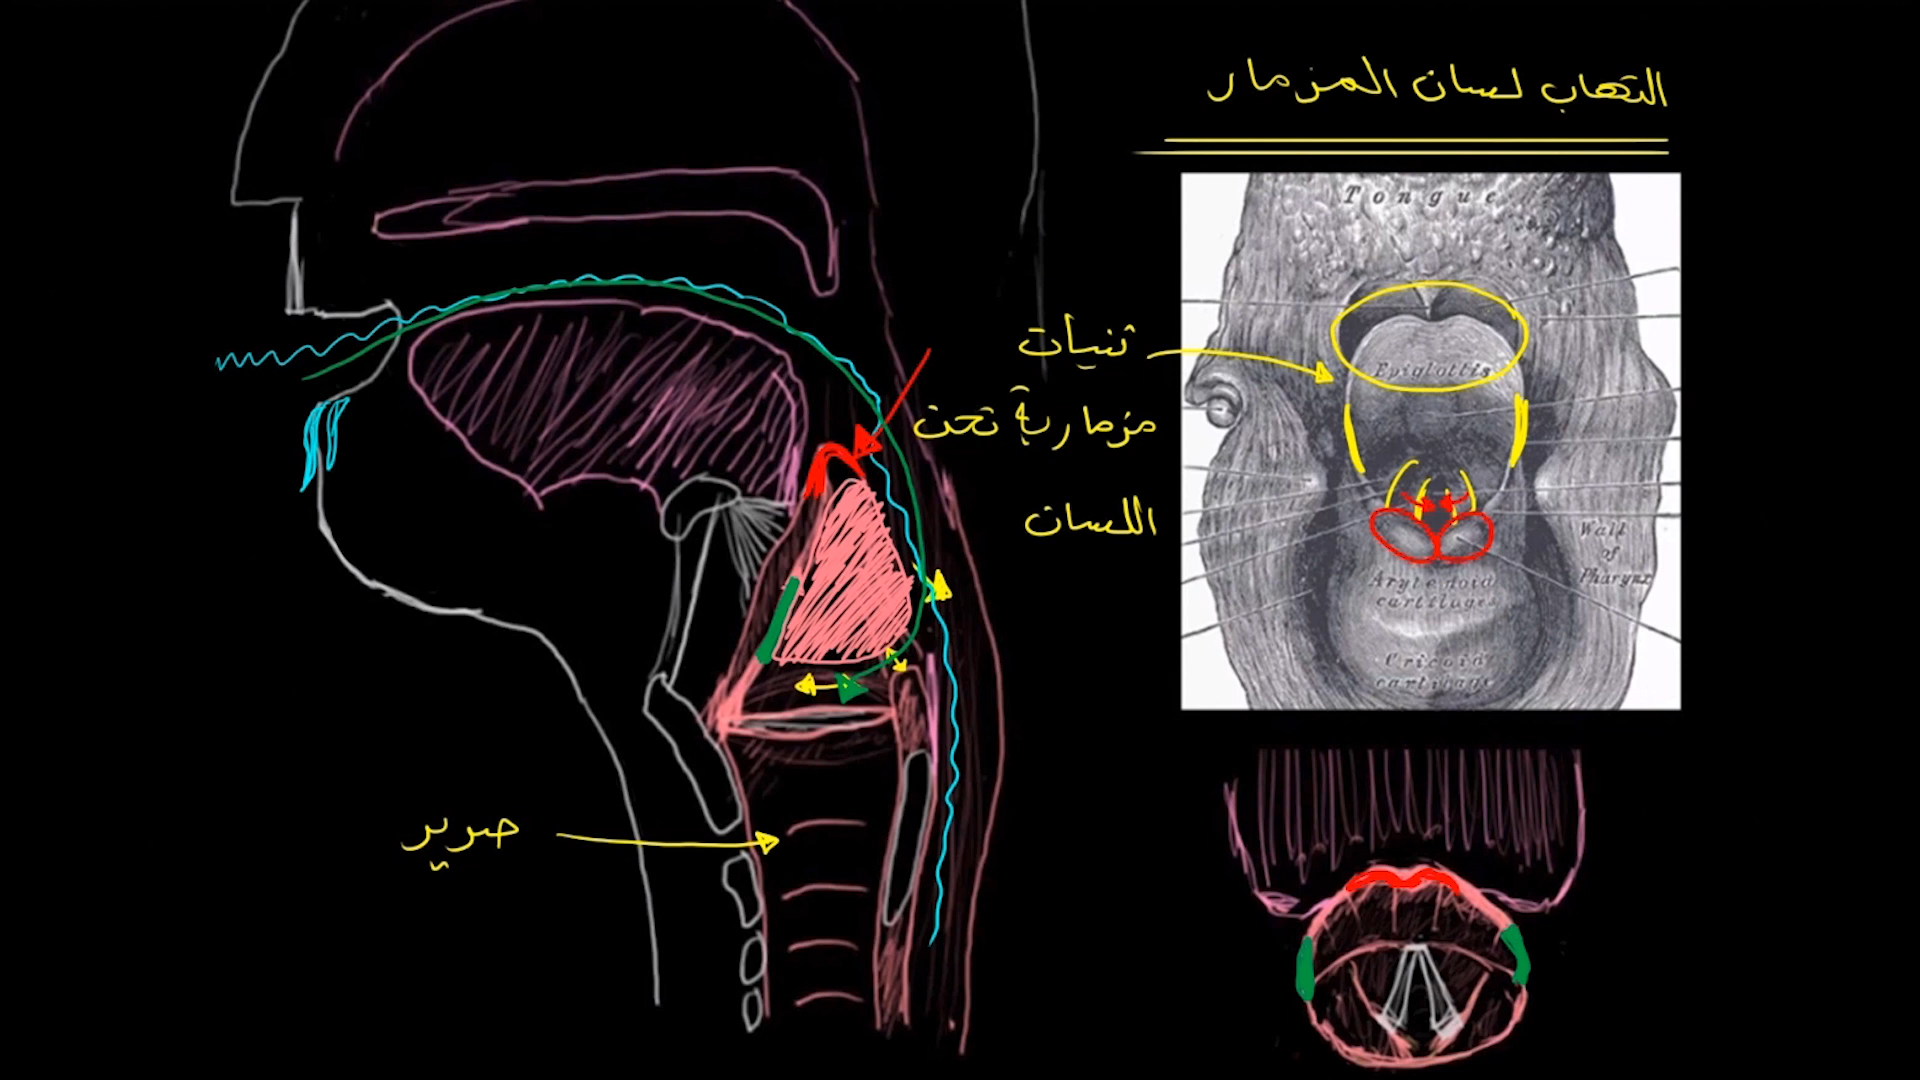 التهاب لسان المزمار
Tongue
Epiglottis
ثنيات
مزمارية تحت
اللسان
Wall
of
Pharynx
Arytenoid
cartilages
Cricoid
cartilage
صرير